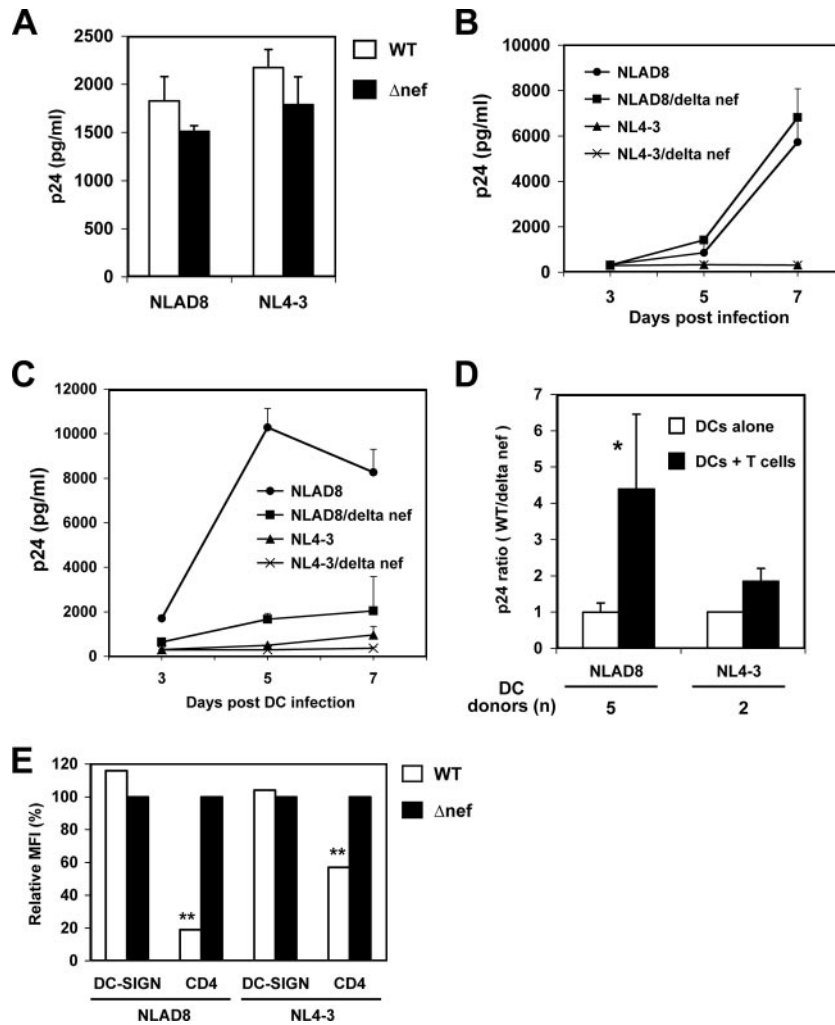 A
p24 (pg/ml)
2500
2000
1500
1000
500
0
NLAD8 NL4-3
WT
Δnef
B
p24 (pg/ml)
10000
8000
6000
4000
2000
0
NLAD8
NLAD8/delta nef
NL4-3
NL4-3/delta nef
3 5 7
Days post infection
C
p24 (pg/ml)
12000
10000
8000
6000
4000
2000
0
NLAD8
NLAD8/delta nef
NL4-3
NL4-3/delta nef
3 5 7
Days post DC infection
D
p24 ratio ( WT/delta nef )
7
6
5
4
3
2
1
0
*
DCs alone
DCs + T cells
NLAD8 NL4-3
DC
donors (n) 5 2
E
Relative MFI (%)
120
100
80
60
40
20
0
** **
WT
Δnef
DC-SIGN CD4 DC-SIGN CD4
NLAD8 NL4-3